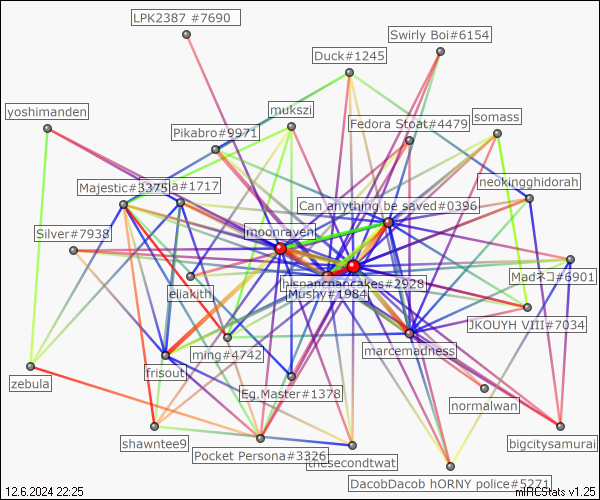 LPK2387 #7690
Swirly Boi#6154
Duck#1245
yoshimanden
mukszi
somass
Fedora Stoat#4479
Pikabro#9971
neokingghidorah
Majestic#3375
#1717
Can anything be saved#0396
moonraven
Silver#7938
MadネコI#6901
eliakith
Mushy#1984
JKOUYH VIII#7034
ming#4742
marcemadness
frisout
zebula
Eg.Master#1378
normalwan
shawntee9
bigcitysamurai
Pocket Persona#3326
thesecondtwat
DacobDacob hORNY police#5271
12.6.2024 22:25
mIRCStats v1.25